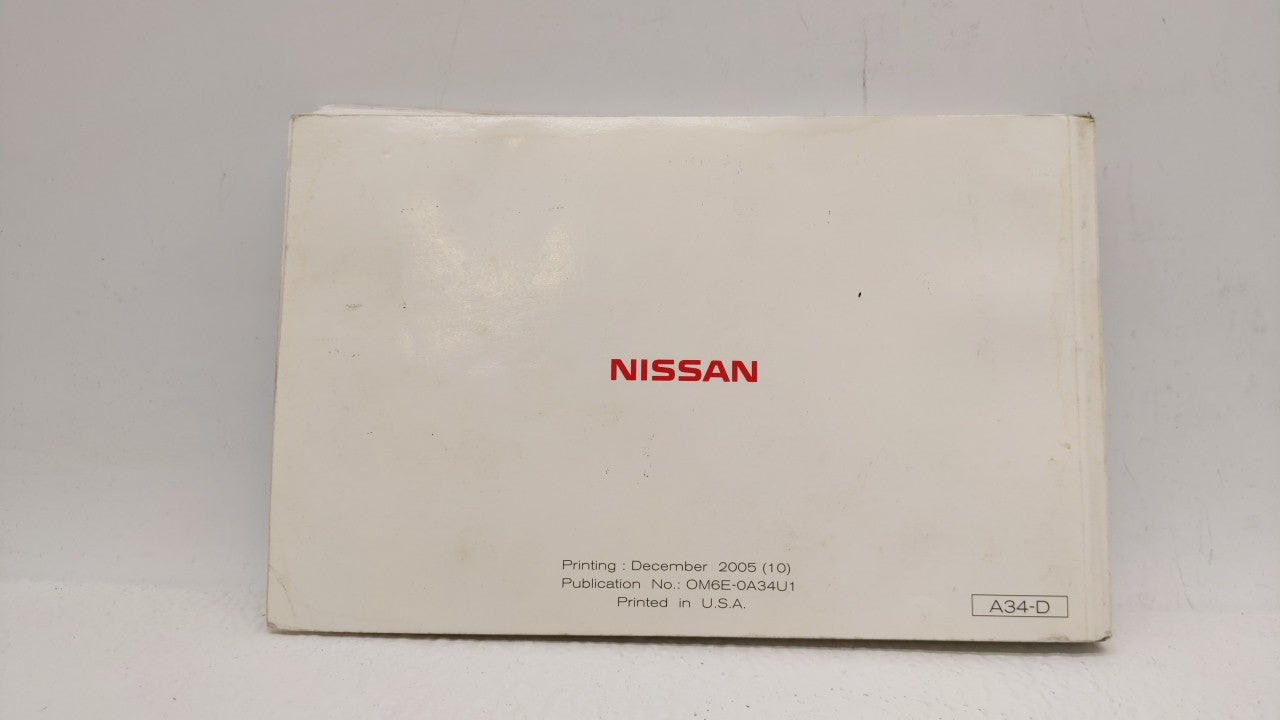 NISSAN
Printing : December 2005 (10)
Publication No.: OM6E-0A34U1
Printed in U.S.A.
A34-D